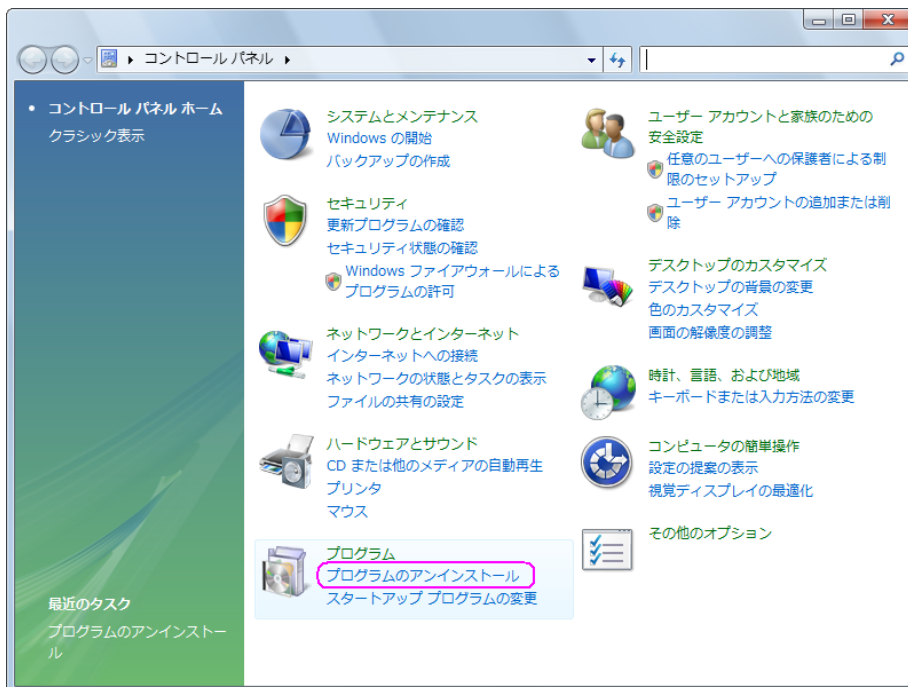 コントロール パネル
コントロール パネル ホーム
クラシック表示
最近のタスク
プログラムのアンインストー
ル
システムとメンテナンス
Windows の開始
バックアップの作成
セキュリティ
更新プログラムの確認
セキュリティ状態の確認
Windows ファイアウォールによる
プログラムの許可
ネットワークとインターネット
インターネットへの接続
ネットワークの状態とタスクの表示
ファイルの共有の設定
ハードウェアとサウンド
CD または他のメディアの自動再生
プリンタ
マウス
プログラム
プログラムのアンインストール
スタートアップ プログラムの変更
ユーザー アカウントと家族のための
安全設定
任意のユーザーへの保護者による制
限のセットアップ
ユーザー アカウントの追加または削
除
デスクトップのカスタマイズ
デスクトップの背景の変更
色のカスタマイズ
画面の解像度の調整
時計、言語、および地域
キーボードまたは入力方法の変更
コンピュータの簡単操作
設定の提案の表示
視覚ディスプレイの最適化
その他のオプション